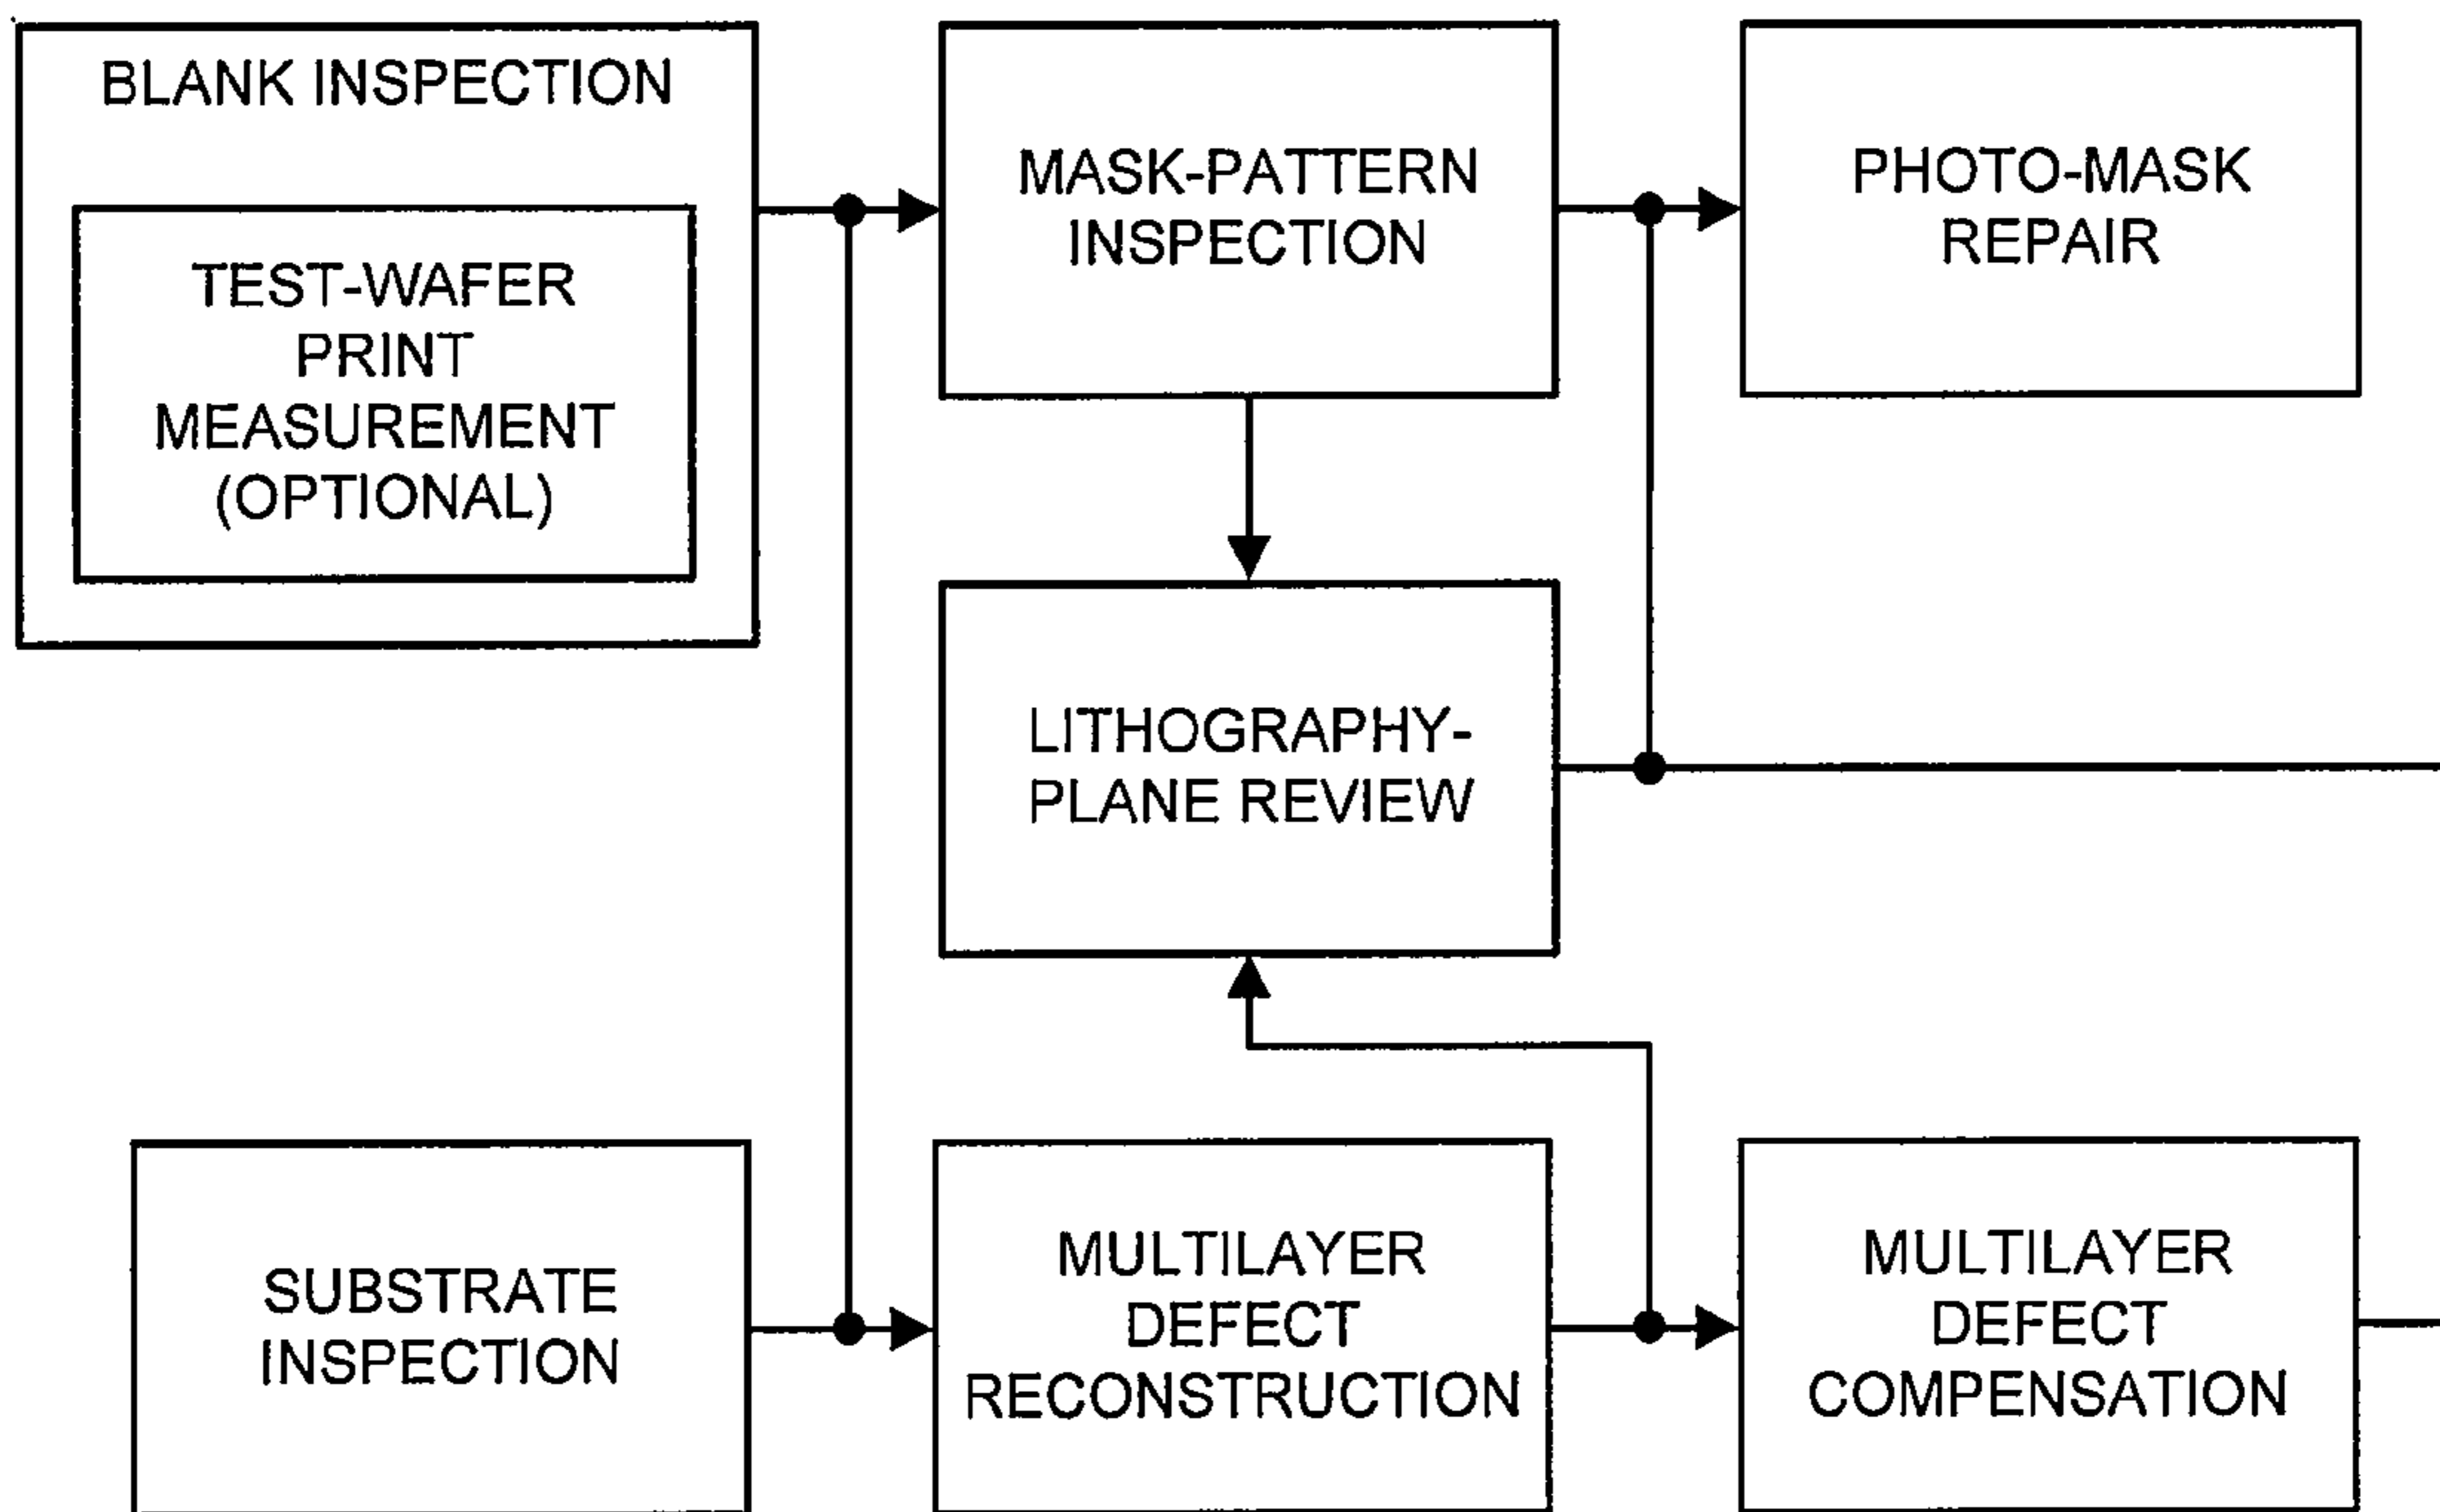 BLANK INSPECTION
TEST-WAFER
PRINT
MEASUREMENT
(OPTIONAL)
MASK-PATTERN
INSPECTION
PHOTO-MASK
REPAIR
LITHOGRAPHY-
PLANE REVIEW
SUBSTRATE
INSPECTION
MULTILAYER
DEFECT
RECONSTRUCTION
MULTILAYER
DEFECT
COMPENSATION